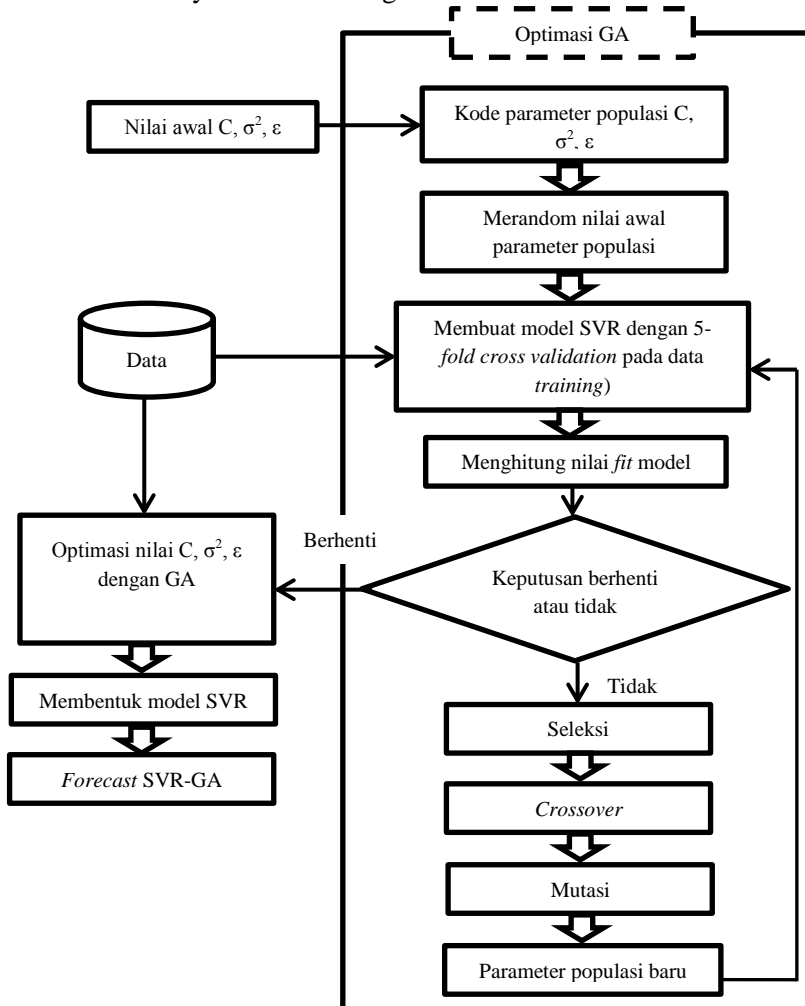 Optimasi GA
Nilai awal C, σ², ε
Kode parameter populasi C,
σ², ε
Merandom nilai awal
parameter populasi
Data
Membuat model SVR dengan 5-
fold cross validation pada data
training)
Menghitung nilai fit model
Berhenti
Keputusan berhenti
atau tidak
Optimasi nilai C, σ², ε
dengan GA
Membentuk model SVR
Forecast SVR-GA
Tidak
Seleksi
Crossover
Mutasi
Parameter populasi baru